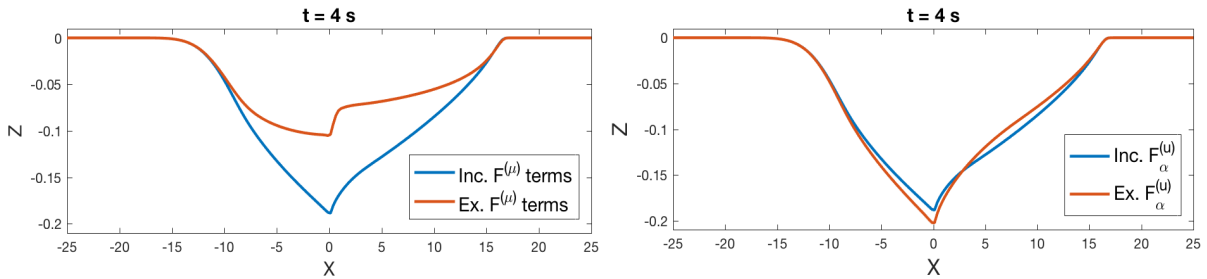 t = 4 s
0
-0.05
-0.1
-0.15
-0.2
Z
-25 -20 -15 -10 -5 0 5 10 15 20 25
X
Inc. F^(μ) terms
Ex. F^(μ) terms
t = 4 s
0
-0.05
-0.1
-0.15
-0.2
Z
-25 -20 -15 -10 -5 0 5 10 15 20 25
X
Inc. F_α^(u)
Ex. F_α^(u)